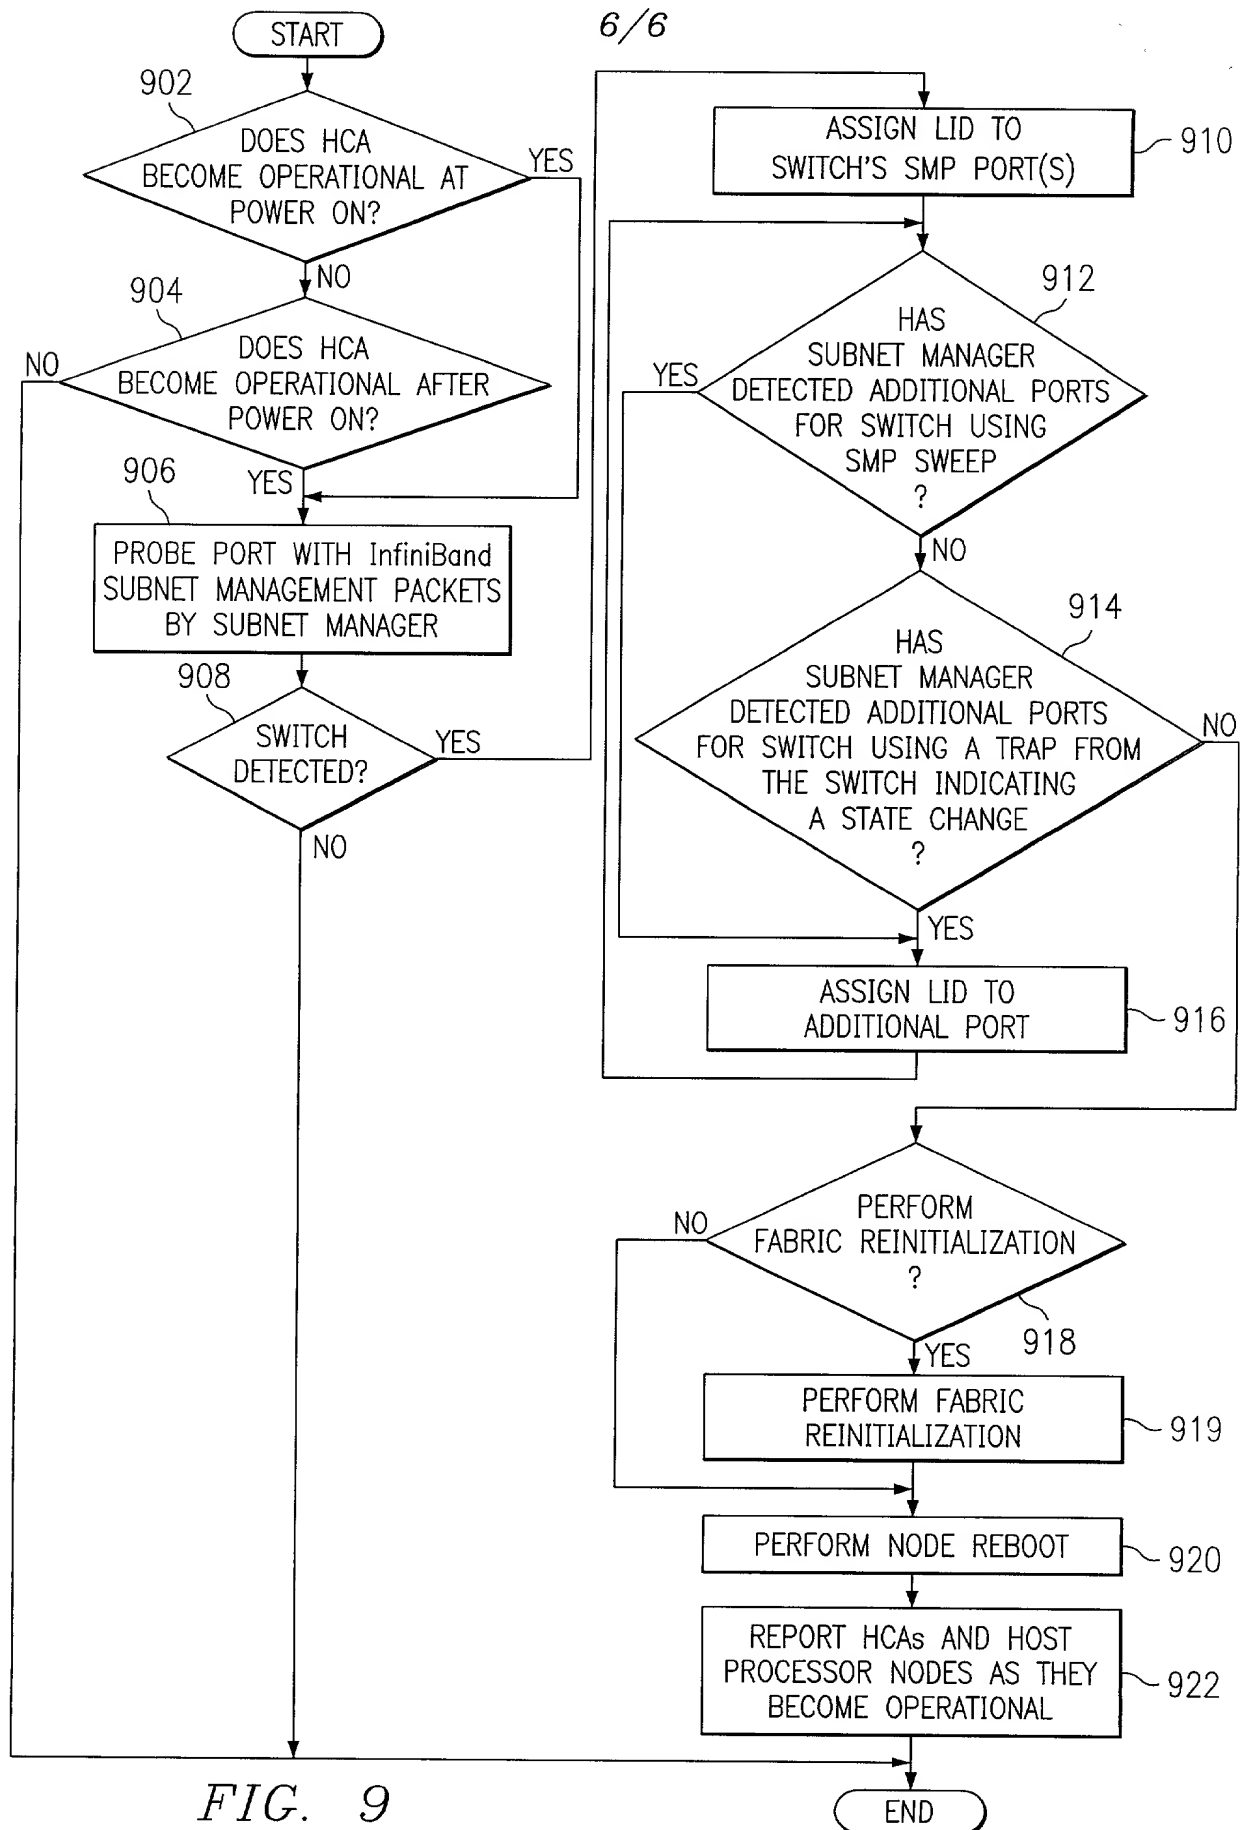 6/6
START
902
DOES HCA
BECOME OPERATIONAL AT
POWER ON?
YES
NO
904
DOES HCA
BECOME OPERATIONAL AFTER
POWER ON?
NO
YES
906
PROBE PORT WITH InfiniBand
SUBNET MANAGEMENT PACKETS
BY SUBNET MANAGER
908
SWITCH
DETECTED?
YES
NO
ASSIGN LID TO
SWITCH'S SMP PORT(S)
910
912
HAS
SUBNET MANAGER
DETECTED ADDITIONAL PORTS
FOR SWITCH USING
SMP SWEEP
?
YES
NO
914
HAS
SUBNET MANAGER
DETECTED ADDITIONAL PORTS
FOR SWITCH USING A TRAP FROM
THE SWITCH INDICATING
A STATE CHANGE
?
NO
YES
ASSIGN LID TO
ADDITIONAL PORT
916
PERFORM
FABRIC REINITIALIZATION
?
NO
918
YES
PERFORM FABRIC
REINITIALIZATION
919
PERFORM NODE REBOOT
920
REPORT HCAs AND HOST
PROCESSOR NODES AS THEY
BECOME OPERATIONAL
922
END
FIG. 9